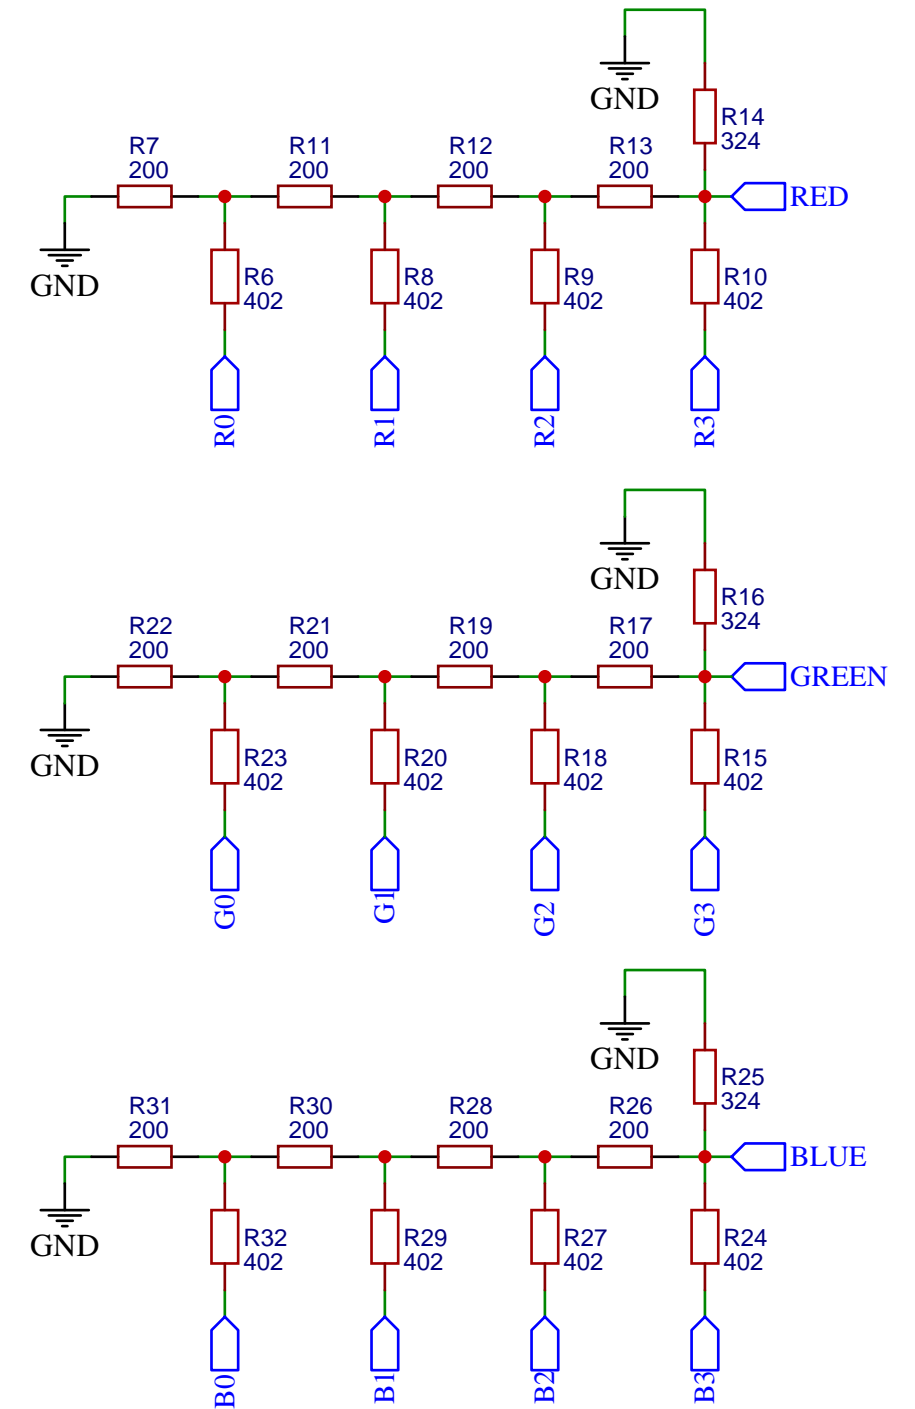 GND
R14
324
R7
200
R11
200
R12
200
R13
200
RED
GND
R6
402
R8
402
R9
402
R10
402
R0
R1
R2
R3
GND
R16
324
R22
200
R21
200
R19
200
R17
200
GREEN
GND
R23
402
R20
402
R18
402
R15
402
G0
G1
G2
G3
GND
R25
324
R31
200
R30
200
R28
200
R26
200
BLUE
GND
R32
402
R29
402
R27
402
R24
402
B0
B1
B2
B3